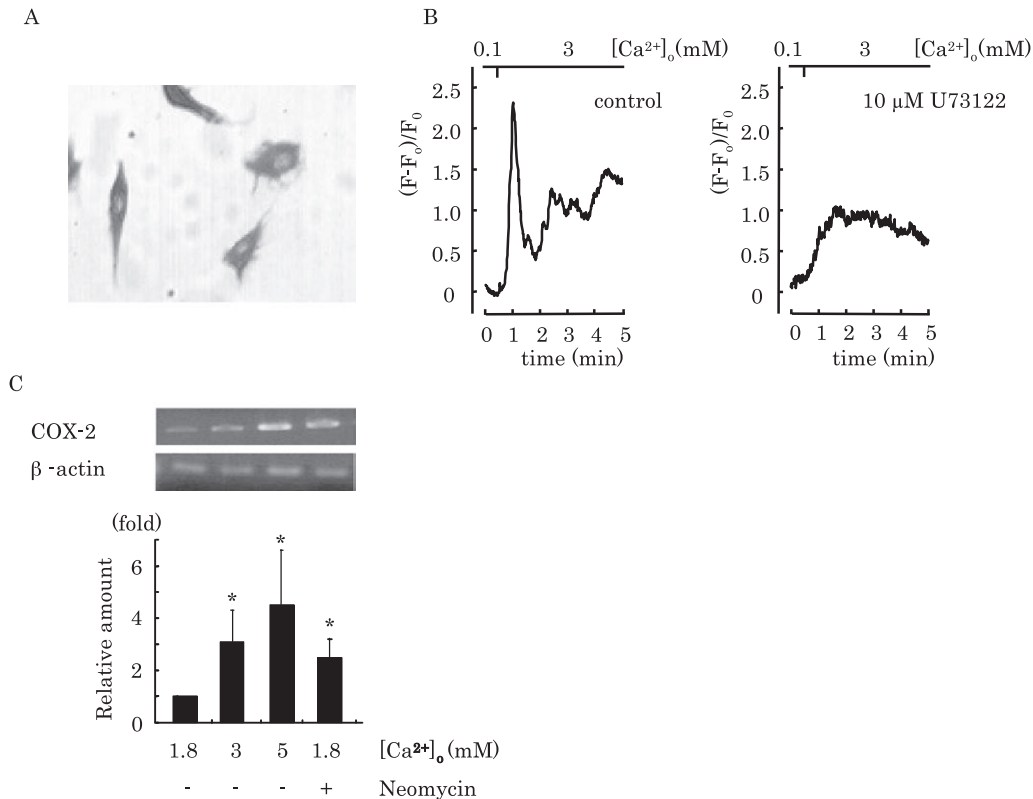 A
B
0.1 3 [Ca²⁺]ₒ(mM)
control
(F-Fₒ)/F₀
2.5
2.0
1.5
1.0
0.5
0
0 1 2 3 4 5
time (min)
0.1 3 [Ca²⁺]ₒ(mM)
10 µM U73122
(F-Fₒ)/F₀
2.5
2.0
1.5
1.0
0.5
0
0 1 2 3 4 5
time (min)
C
COX-2
β -actin
(fold)
Relative amount
6
4
2
0
* * *
1.8 3 5 1.8 [Ca²⁺]ₒ(mM)
- - - + Neomycin